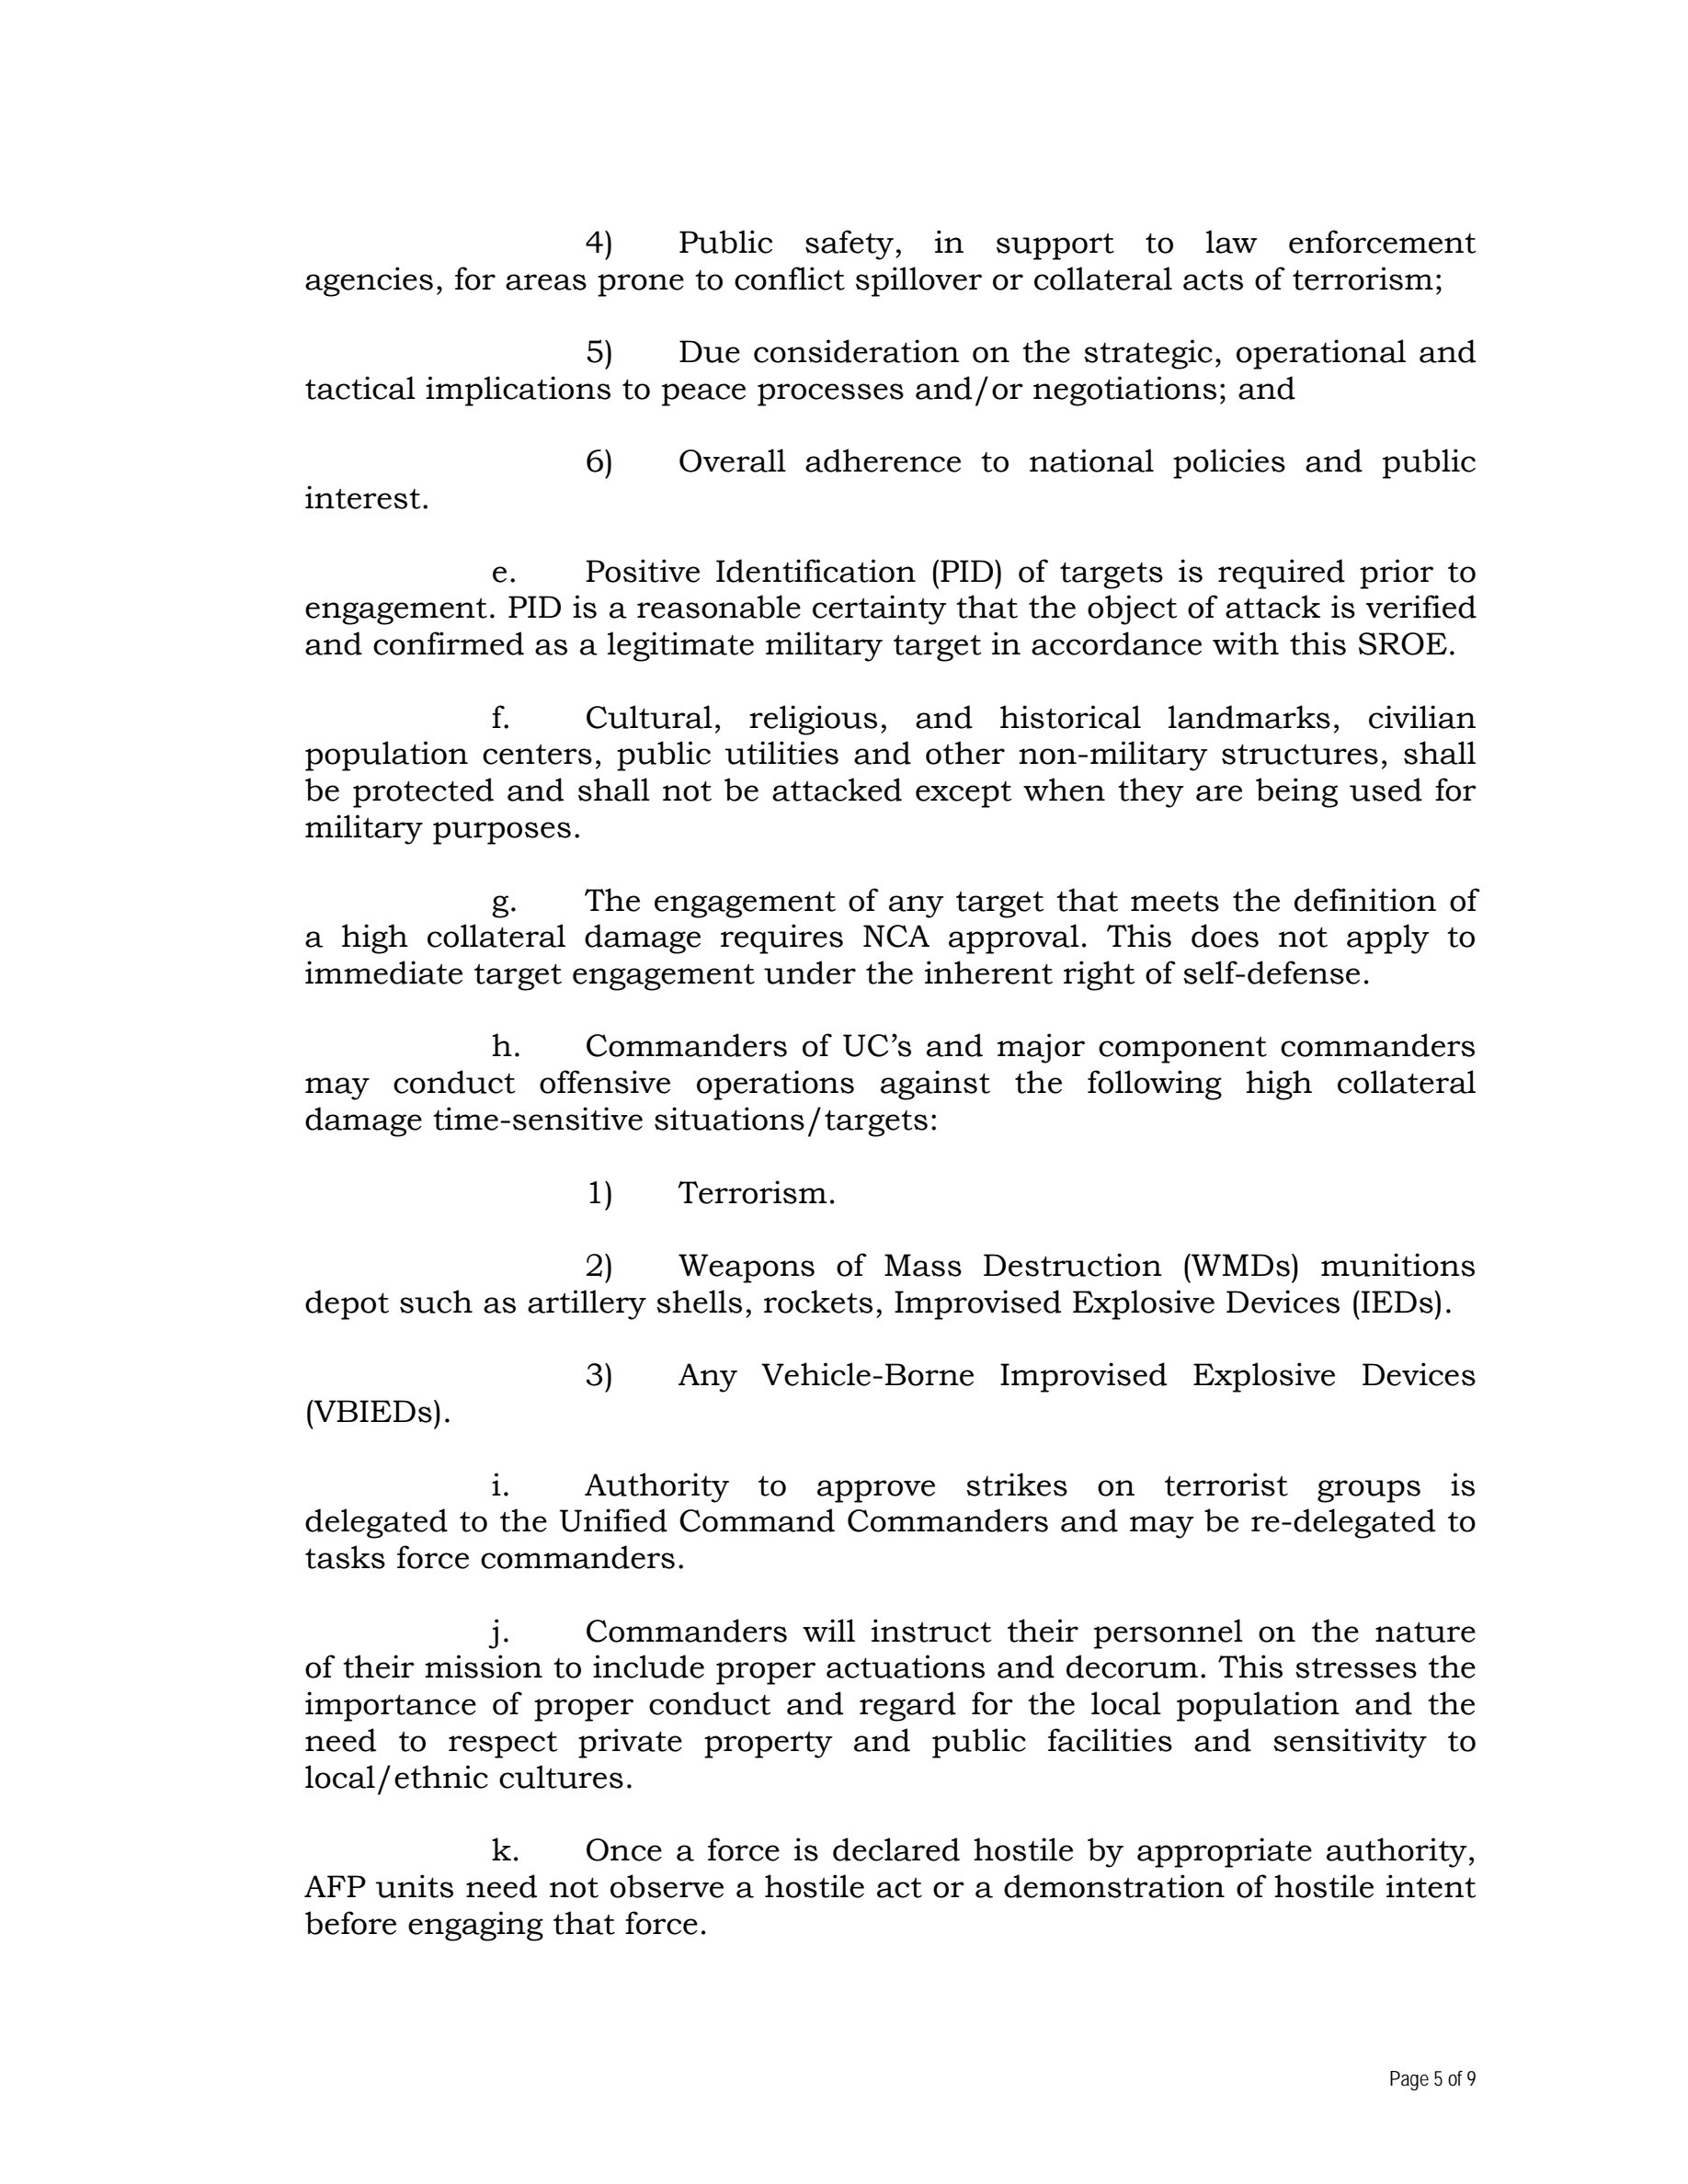 4) Public safety, in support to law enforcement
agencies, for areas prone to conflict spillover or collateral acts of terrorism;
5) Due consideration on the strategic, operational and
tactical implications to peace processes and/or negotiations; and
6) Overall adherence to national policies and public
interest.
e. Positive Identification (PID) of targets is required prior to
engagement. PID is a reasonable certainty that the object of attack is verified
and confirmed as a legitimate military target in accordance with this SROE.
f. Cultural, religious, and historical landmarks, civilian
population centers, public utilities and other non-military structures, shall
be protected and shall not be attacked except when they are being used for
military purposes.
g. The engagement of any target that meets the definition of
a high collateral damage requires NCA approval. This does not apply to
immediate target engagement under the inherent right of self-defense.
h. Commanders of UC’s and major component commanders
may conduct offensive operations against the following high collateral
damage time-sensitive situations/targets:
1) Terrorism.
2) Weapons of Mass Destruction (WMDs) munitions
depot such as artillery shells, rockets, Improvised Explosive Devices (IEDs).
3) Any Vehicle-Borne Improvised Explosive Devices
(VBIEDs).
i. Authority to approve strikes on terrorist groups is
delegated to the Unified Command Commanders and may be re-delegated to
tasks force commanders.
j. Commanders will instruct their personnel on the nature
of their mission to include proper actuations and decorum. This stresses the
importance of proper conduct and regard for the local population and the
need to respect private property and public facilities and sensitivity to
local/ethnic cultures.
k. Once a force is declared hostile by appropriate authority,
AFP units need not observe a hostile act or a demonstration of hostile intent
before engaging that force.
Page 5 of 9